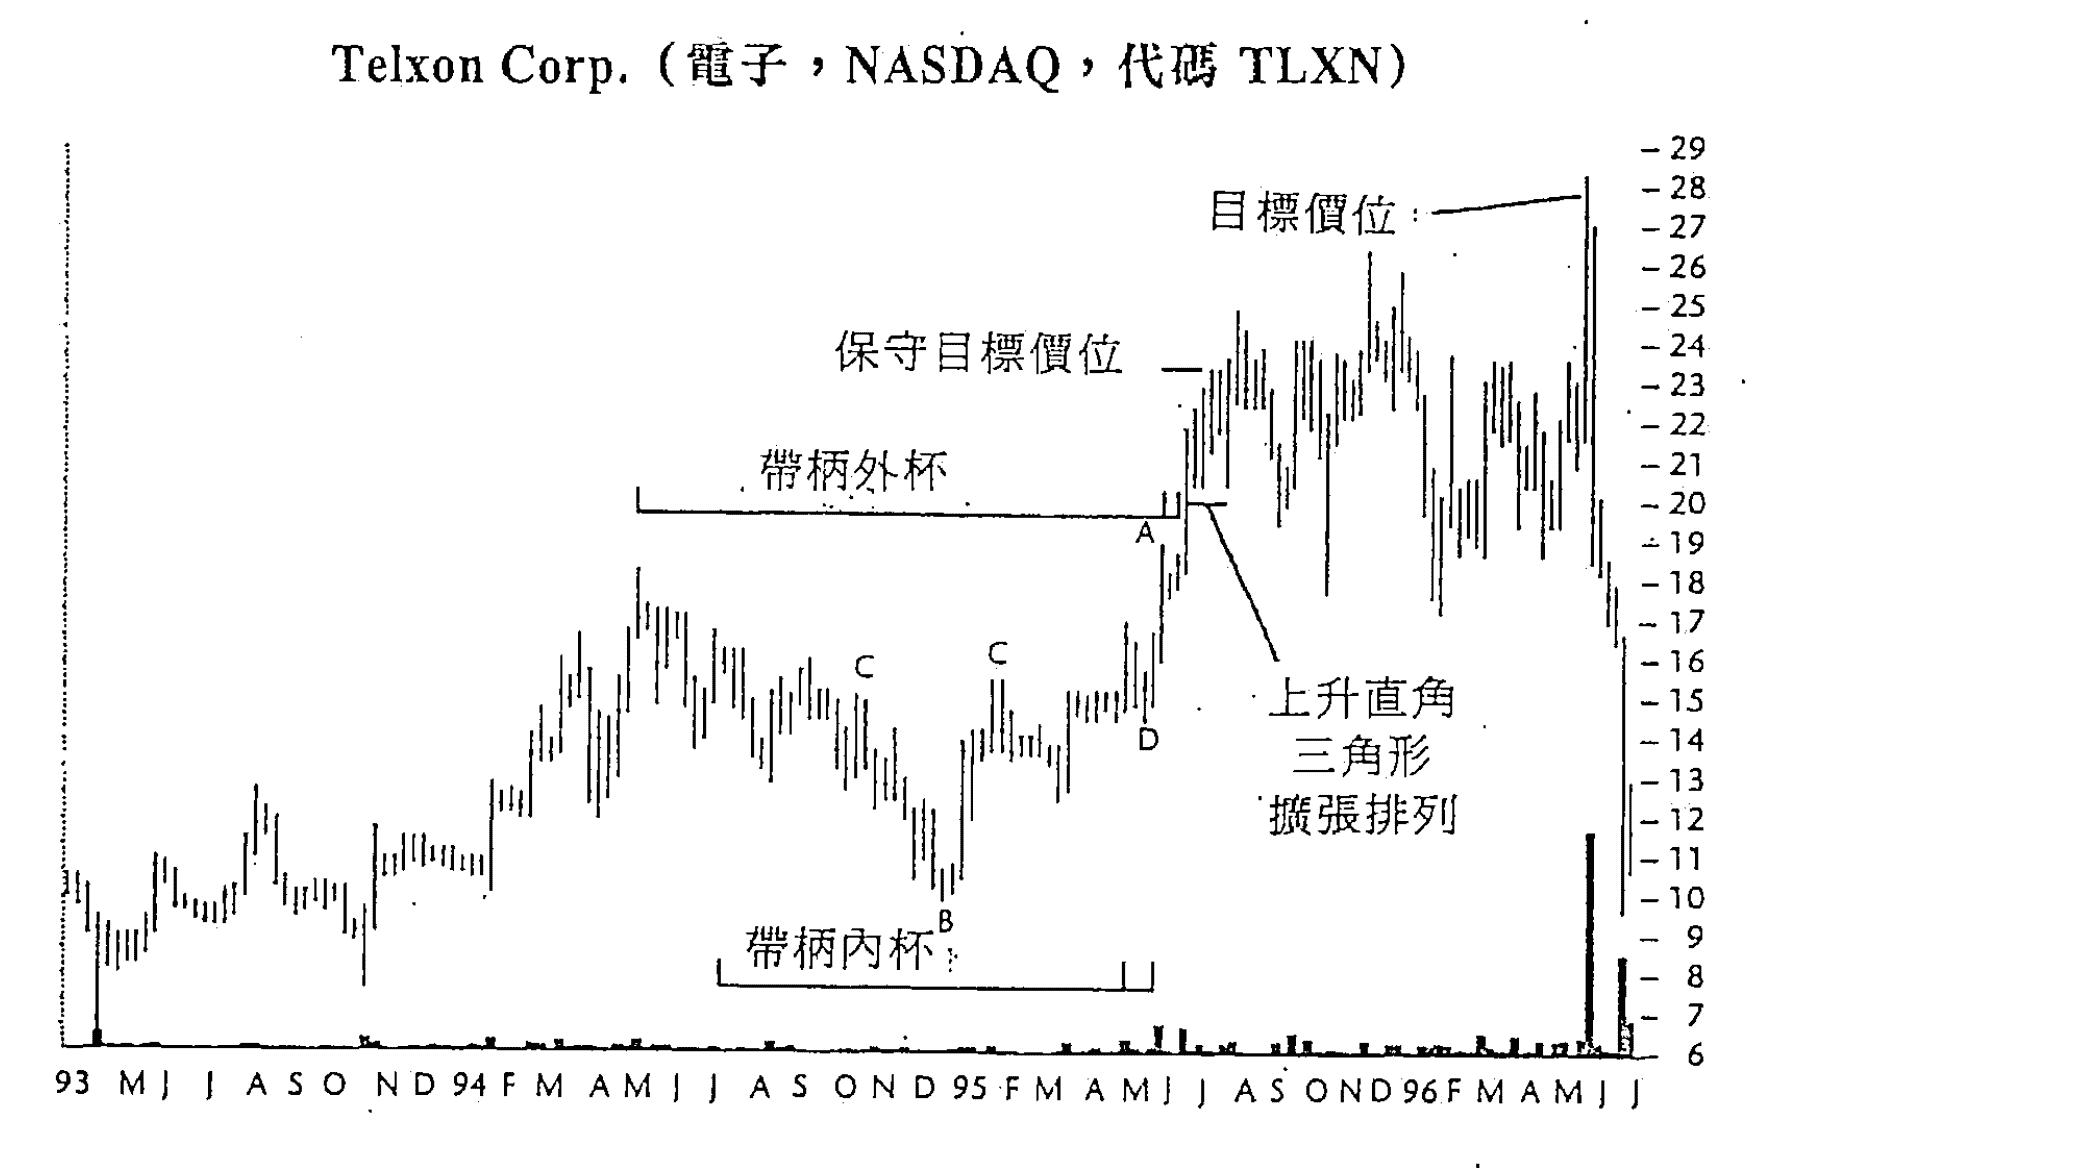 Telxon Corp. (電子，NASDAQ，代碼 TLXN)
29
28
目標價位
27
26
25
保守目標價位
24
23
22
帶柄外杯
21
20
A
19
18
17
C
C
16
上升直角
三角形
擴張排列
15
D
14
13
12
11
10
B
帶柄內杯
9
8
7
6
93 M J J A S O N D 94 F M A M J J A S O N D 95 F M A M J J A S O N D 96 F M A M J J